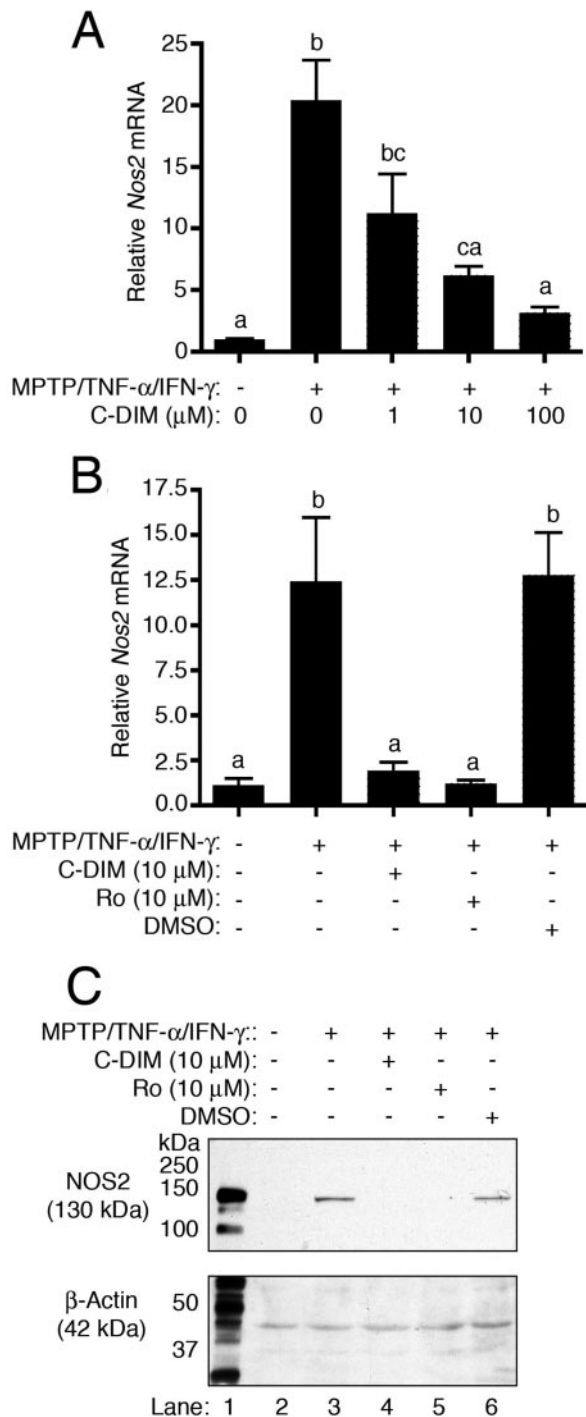 A
Relative Nos2 mRNA
25
20
15
10
5
0
a
b
bc
ca
a
MPTP/TNF-α/IFN-γ: - + + + +
C-DIM (μM): 0 0 1 10 100
B
Relative Nos2 mRNA
17.5
15.0
12.5
10.0
7.5
5.0
2.5
0.0
a
b
a
a
b
MPTP/TNF-α/IFN-γ: - + + + +
C-DIM (10 μM): - - + - -
Ro (10 μM): - - - + -
DMSO: - - - - +
C
MPTP/TNF-α/IFN-γ:: - + + + +
C-DIM (10 μM): - - + - -
Ro (10 μM): - - - + -
DMSO: - - - - +
kDa
250
150
100
NOS2
(130 kDa)
50
37
β-Actin
(42 kDa)
Lane: 1 2 3 4 5 6